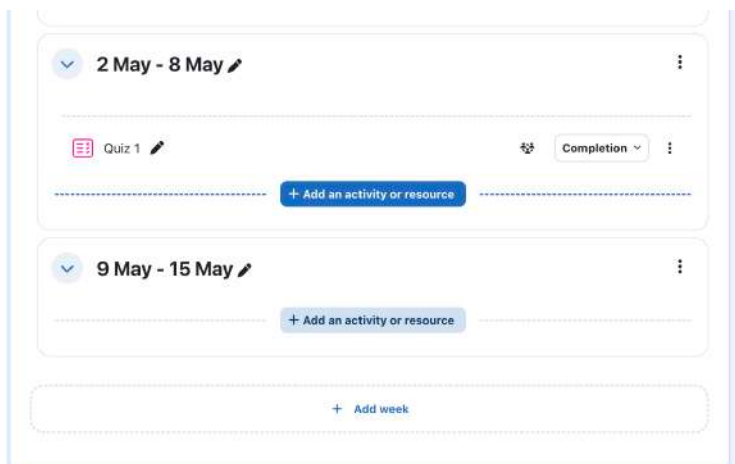 2 May - 8 May
Quiz 1 Completion
+ Add an activity or resource
9 May - 15 May
+ Add an activity or resource
+ Add week